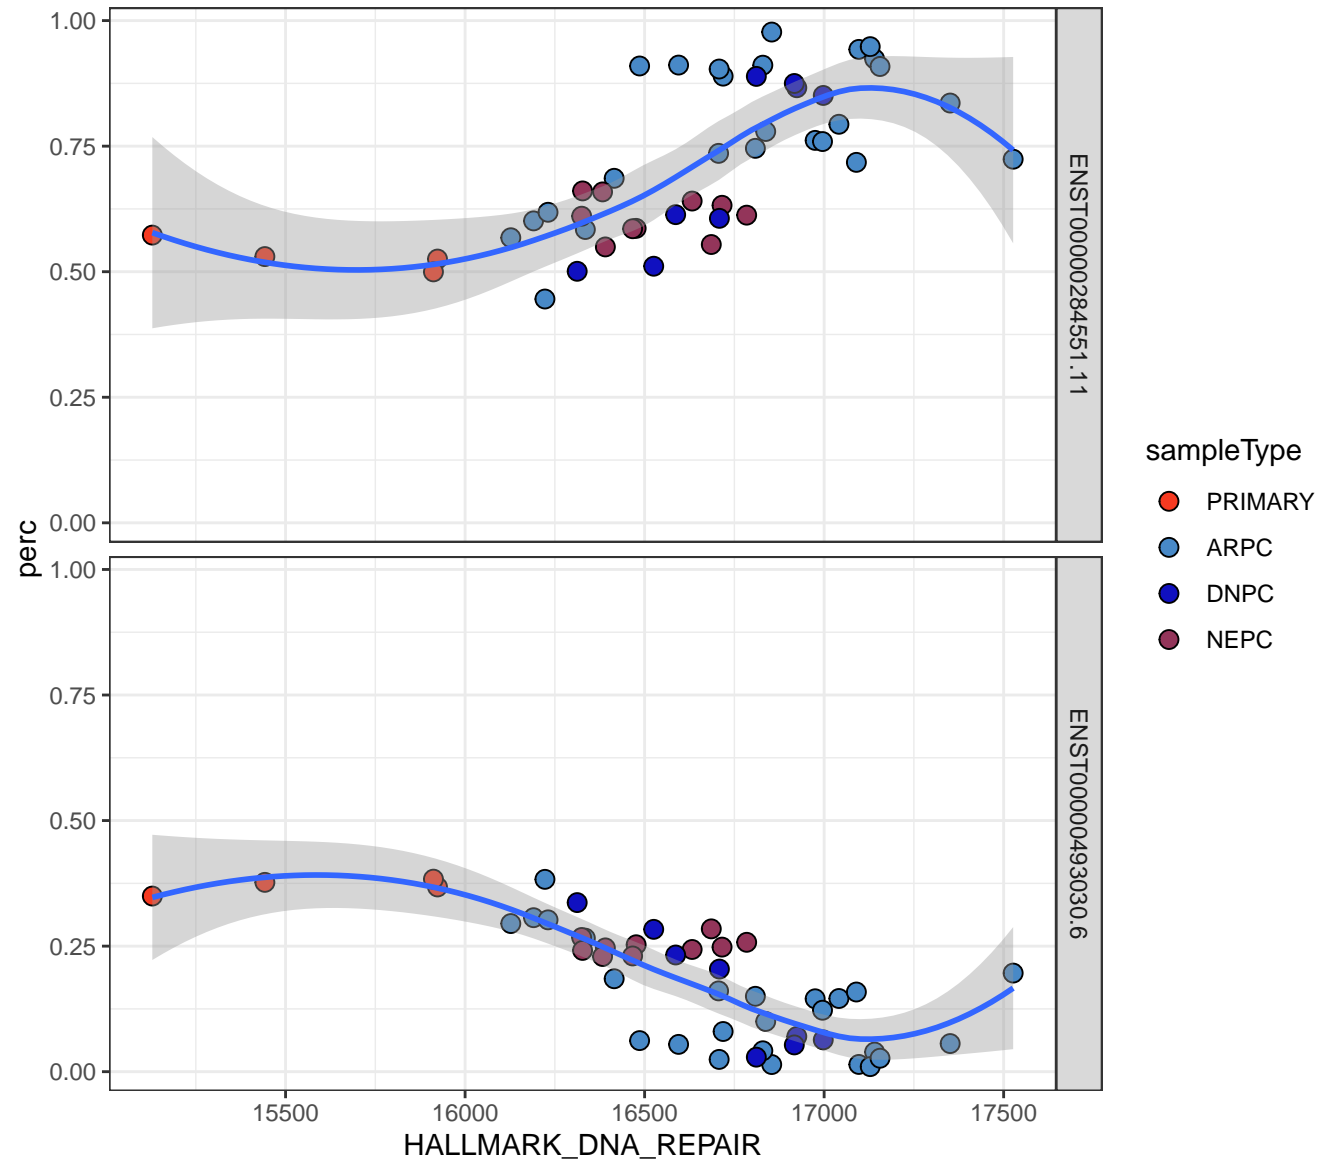 1.00
0.75
0.50
0.25
0.00
ENST00000284551.11
1.00
0.75
0.50
0.25
0.00
ENST00000493030.6
perc
15500
16000
16500
17000
17500
HALLMARK_DNA_REPAIR
sampleType
PRIMARY
ARPC
DNPC
NEPC